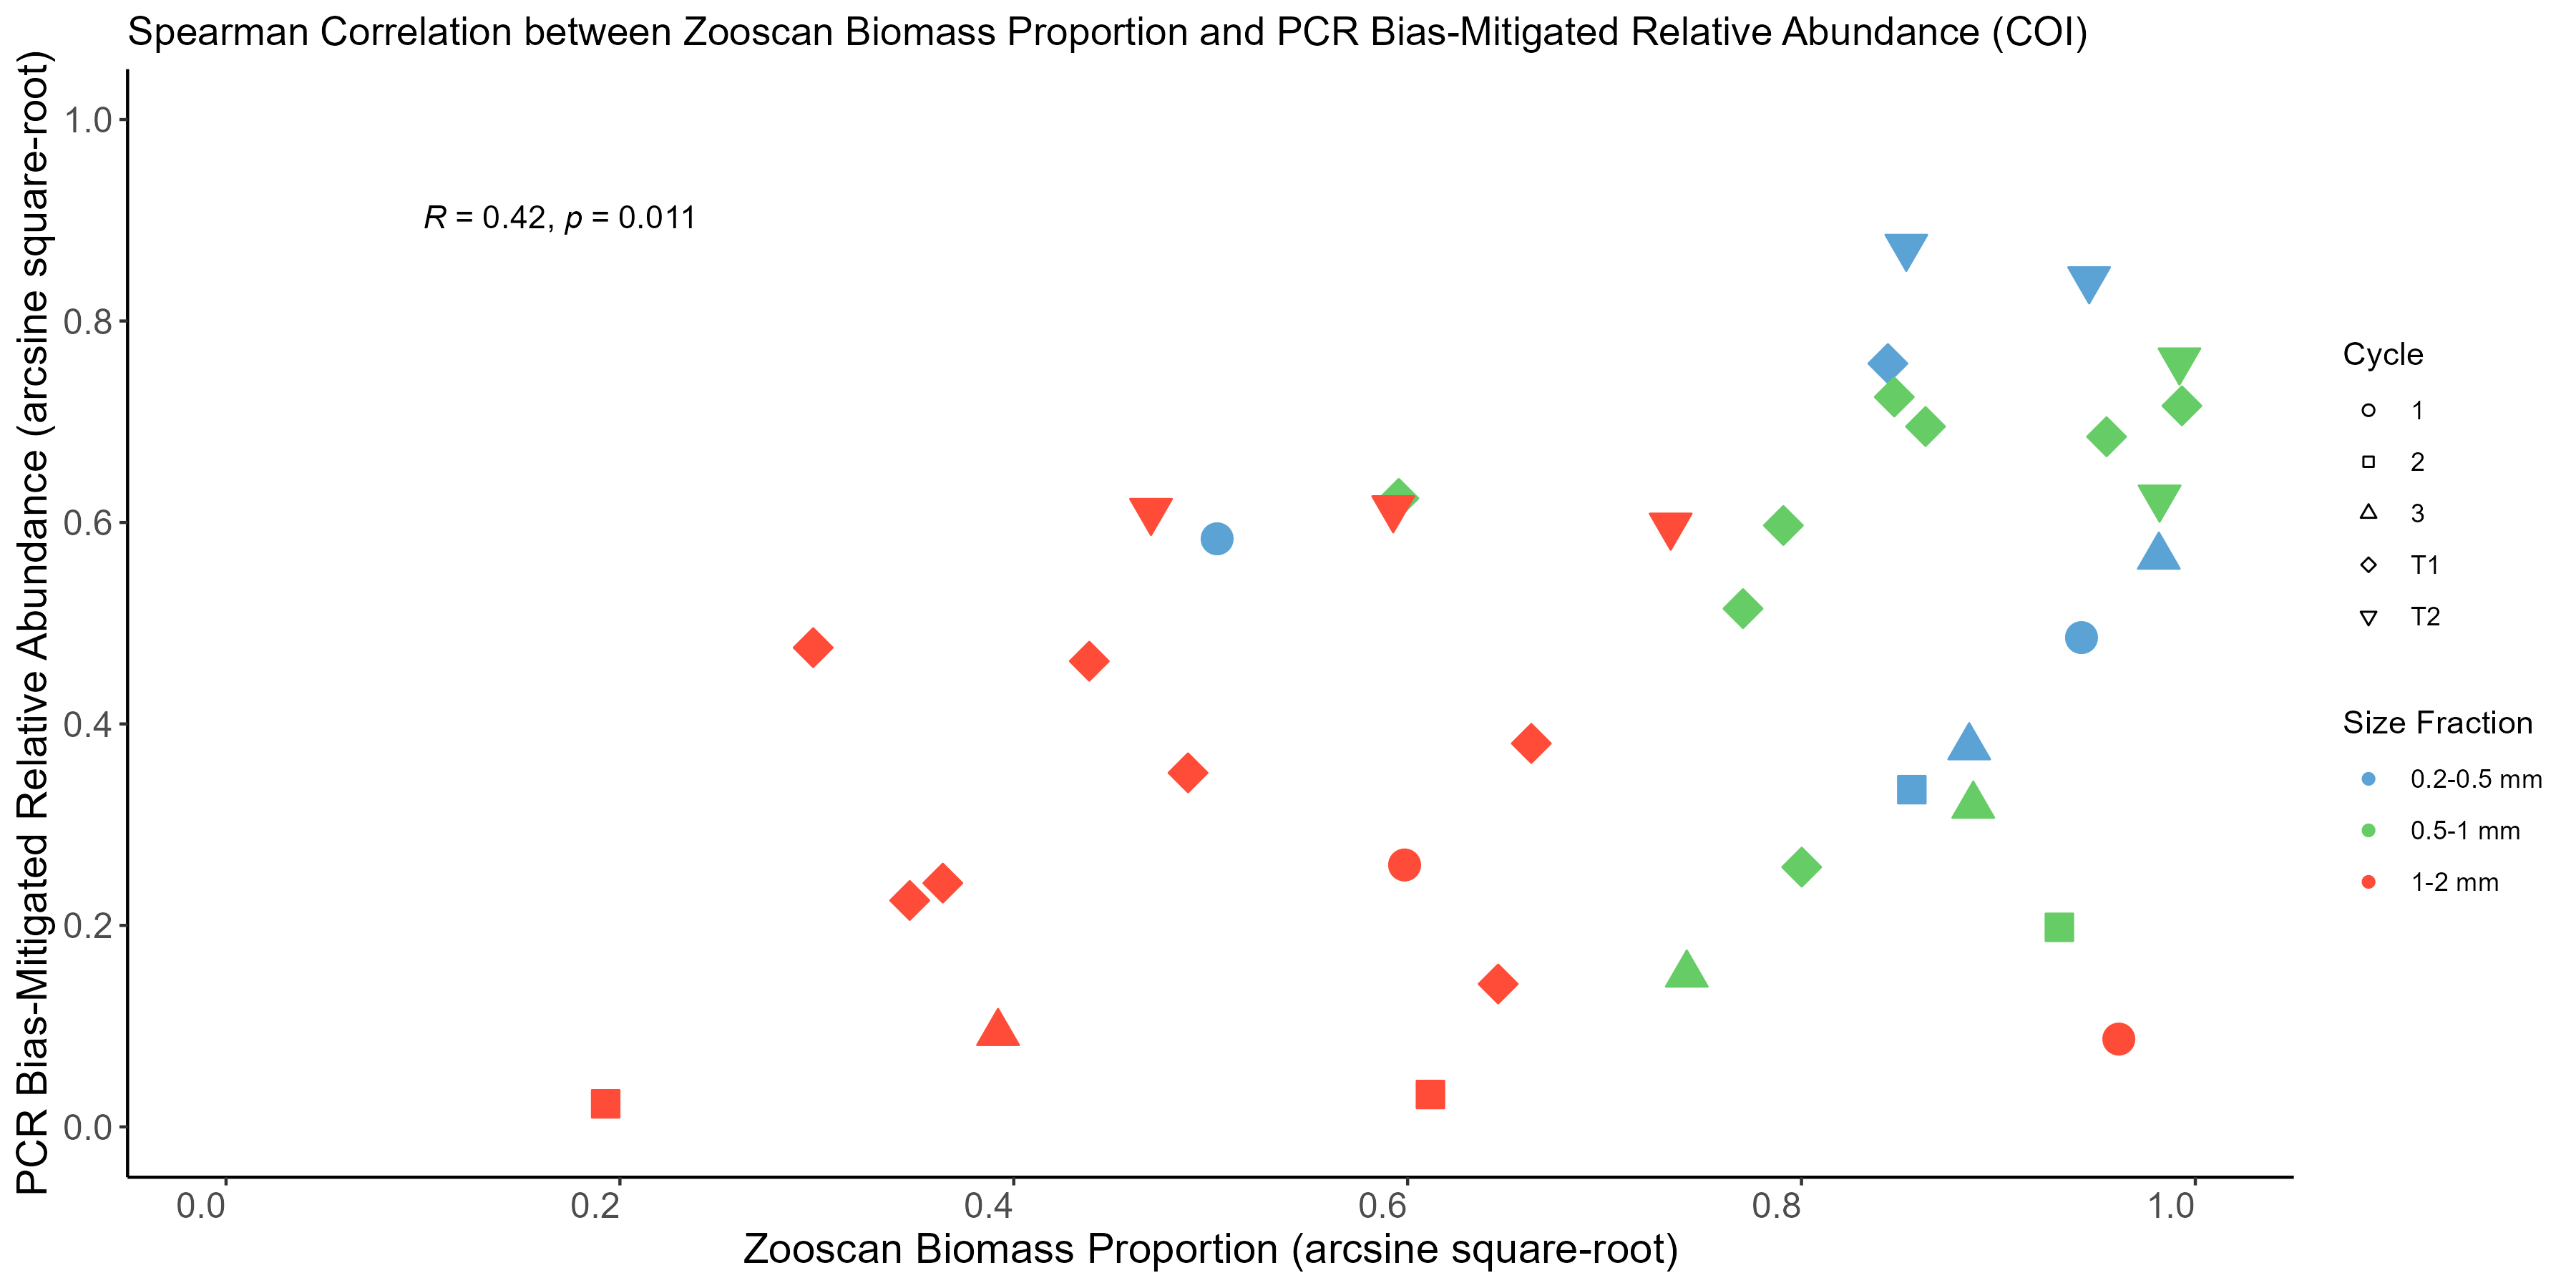 Spearman Correlation between Zooscan Biomass Proportion and PCR Bias-Mitigated Relative Abundance (COI)
PCR Bias-Mitigated Relative Abundance (arcsine square-root)
1.0
0.8
0.6
0.4
0.2
0.0
R = 0.42, p = 0.011
0.0 0.2 0.4 0.6 0.8 1.0
Zooscan Biomass Proportion (arcsine square-root)
Cycle
1
2
3
T1
T2
Size Fraction
0.2-0.5 mm
0.5-1 mm
1-2 mm